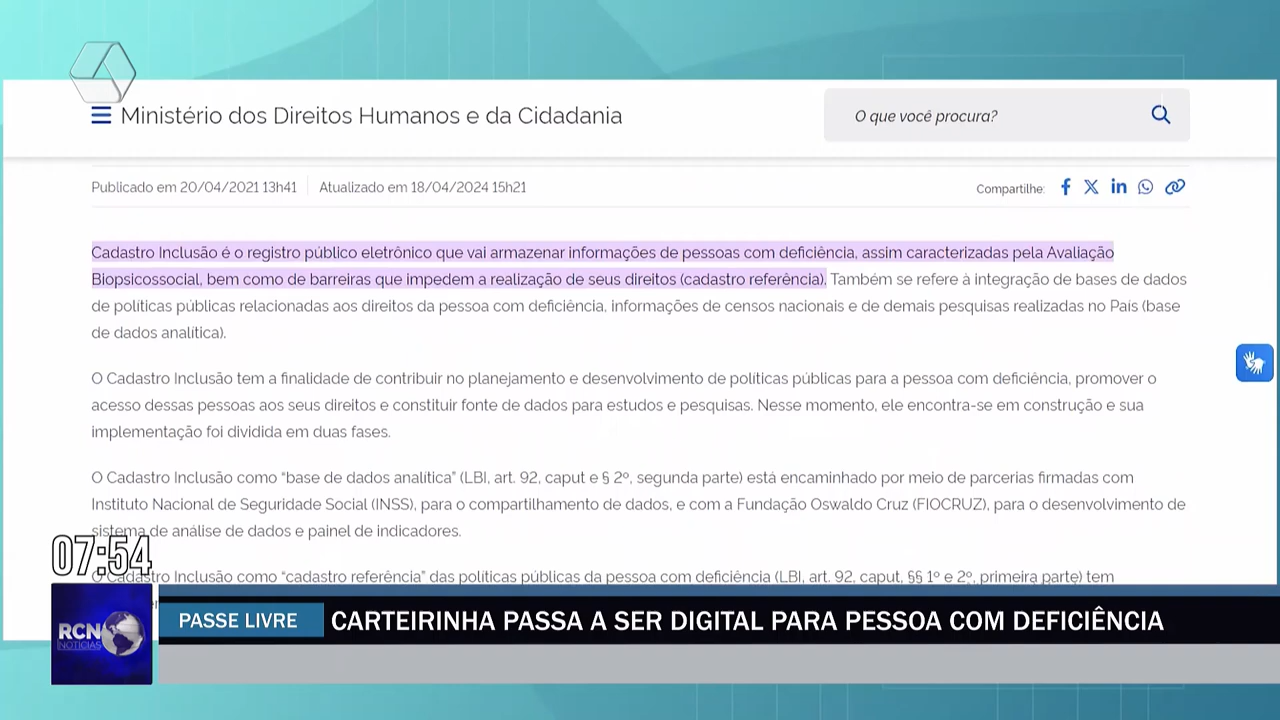 Ministério dos Direitos Humanos e da Cidadania
O que você procura?
Publicado em 20/04/2021 13h41
Atualizado em 18/04/2024 15h21
Compartilhe:
Cadastro Inclusão é o registro público eletrônico que vai armazenar informações de pessoas com deficiência, assim caracterizadas pela Avaliação
Biopsicossocial, bem como de barreiras que impedem a realização de seus direitos (cadastro referência). Também se refere à integração de bases de dados
de políticas públicas relacionadas aos direitos da pessoa com deficiência, informações de censos nacionais e de demais pesquisas realizadas no País (base
de dados analítica).
O Cadastro Inclusão tem a finalidade de contribuir no planejamento e desenvolvimento de políticas públicas para a pessoa com deficiência, promover o
acesso dessas pessoas aos seus direitos e constituir fonte de dados para estudos e pesquisas. Nesse momento, ele encontra-se em construção e sua
implementação foi dividida em duas fases.
O Cadastro Inclusão como “base de dados analítica” (LBI, art. 92, caput e § 2º, segunda parte) está encaminhado por meio de parcerias firmadas com
Instituto Nacional de Seguridade Social (INSS), para o compartilhamento de dados, e com a Fundação Oswaldo Cruz (FIOCRUZ), para o desenvolvimento de
sistema de análise de dados e painel de indicadores.
O Cadastro Inclusão como “cadastro referência” das políticas públicas da pessoa com deficiência (LBI, art. 92, caput, §§ 1º e 2º, primeira parte) tem
07:54
RCN
NOTÍCIAS
PASSE LIVRE
CARTEIRINHA PASSA A SER DIGITAL PARA PESSOA COM DEFICIÊNCIA